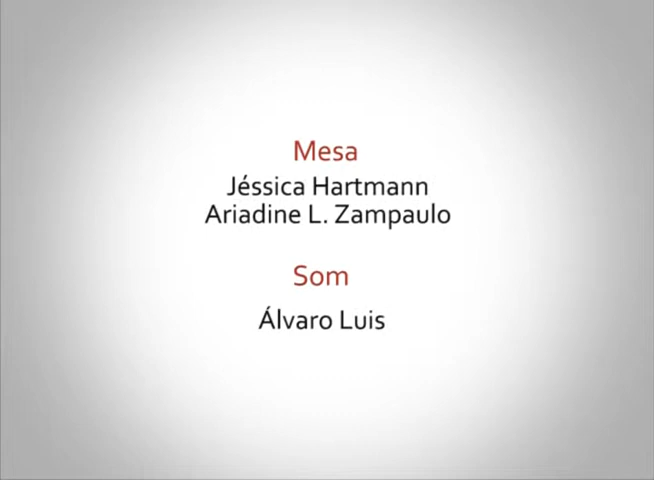 Mesa
Jéssica Hartmann
Ariadine L. Zampaulo
Som
Álvaro Luis